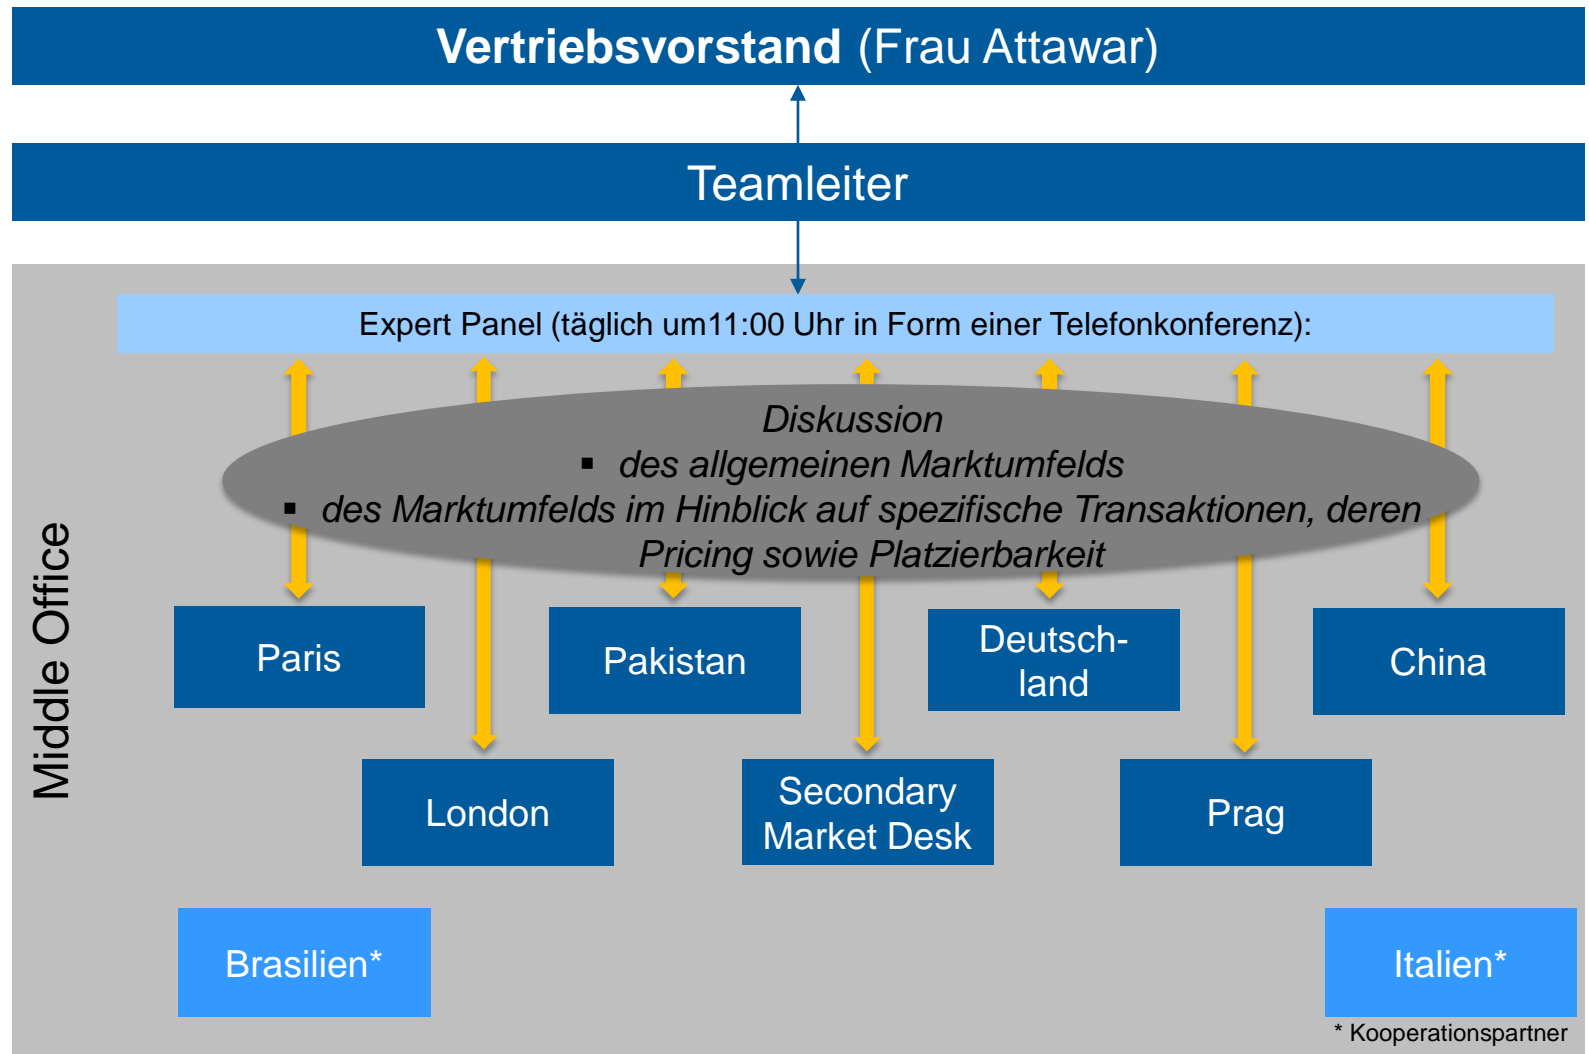 Vertriebsvorstand (Frau Attawar)
Teamleiter
Expert Panel (täglich um11:00 Uhr in Form einer Telefonkonferenz):
Diskussion
▪ des allgemeinen Marktumfelds
▪ des Marktumfelds im Hinblick auf spezifische Transaktionen, deren
Pricing sowie Platzierbarkeit
Middle Office
Paris
Pakistan
Deutsch-
land
China
London
Secondary
Market Desk
Prag
Brasilien*
Italien*
* Kooperationspartner